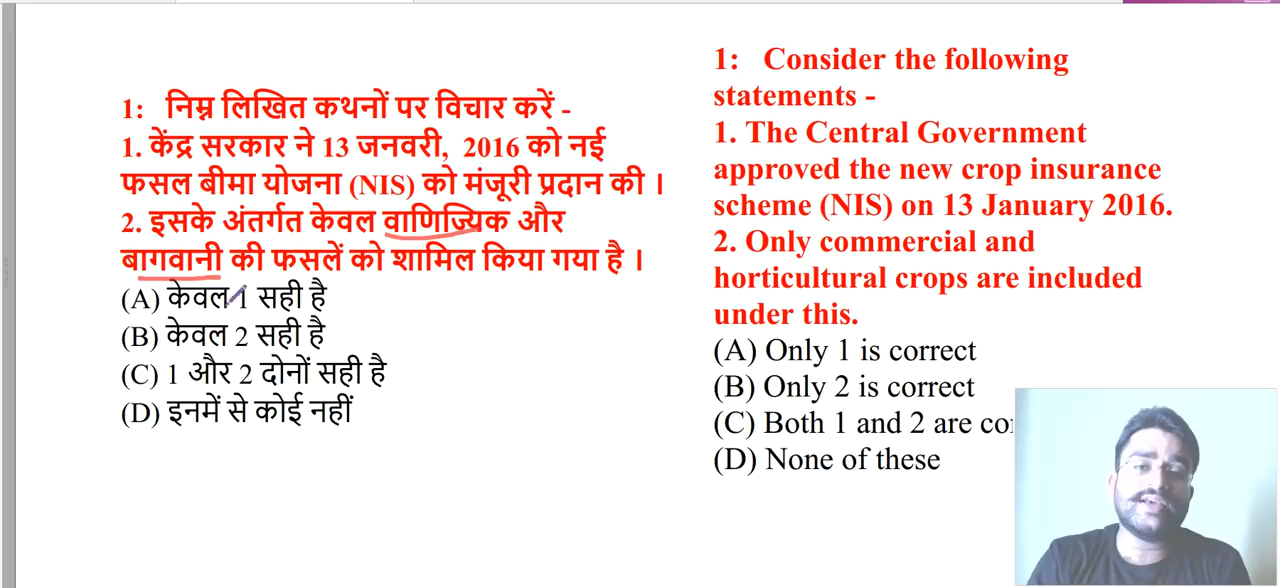 1: निम्न लिखित कथनों पर विचार करें -
1. केंद्र सरकार ने 13 जनवरी, 2016 को नई
फसल बीमा योजना (NIS) को मंजूरी प्रदान की ।
2. इसके अंतर्गत केवल वाणिज्यिक और
बागवानी की फसलें को शामिल किया गया है ।
(A) केवल 1 सही है
(B) केवल 2 सही है
(C) 1 और 2 दोनों सही है
(D) इनमें से कोई नहीं
1: Consider the following
statements -
1. The Central Government
approved the new crop insurance
scheme (NIS) on 13 January 2016.
2. Only commercial and
horticultural crops are included
under this.
(A) Only 1 is correct
(B) Only 2 is correct
(C) Both 1 and 2 are
(D) None of these